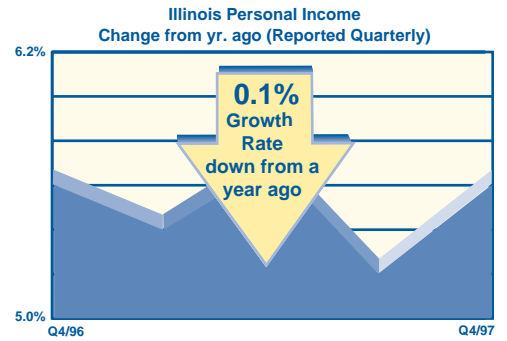 Illinois Personal Income
Change from yr. ago (Reported Quarterly)
6.2%
0.1%
Growth
Rate
down from a
year ago
5.0%
Q4/96
Q4/97